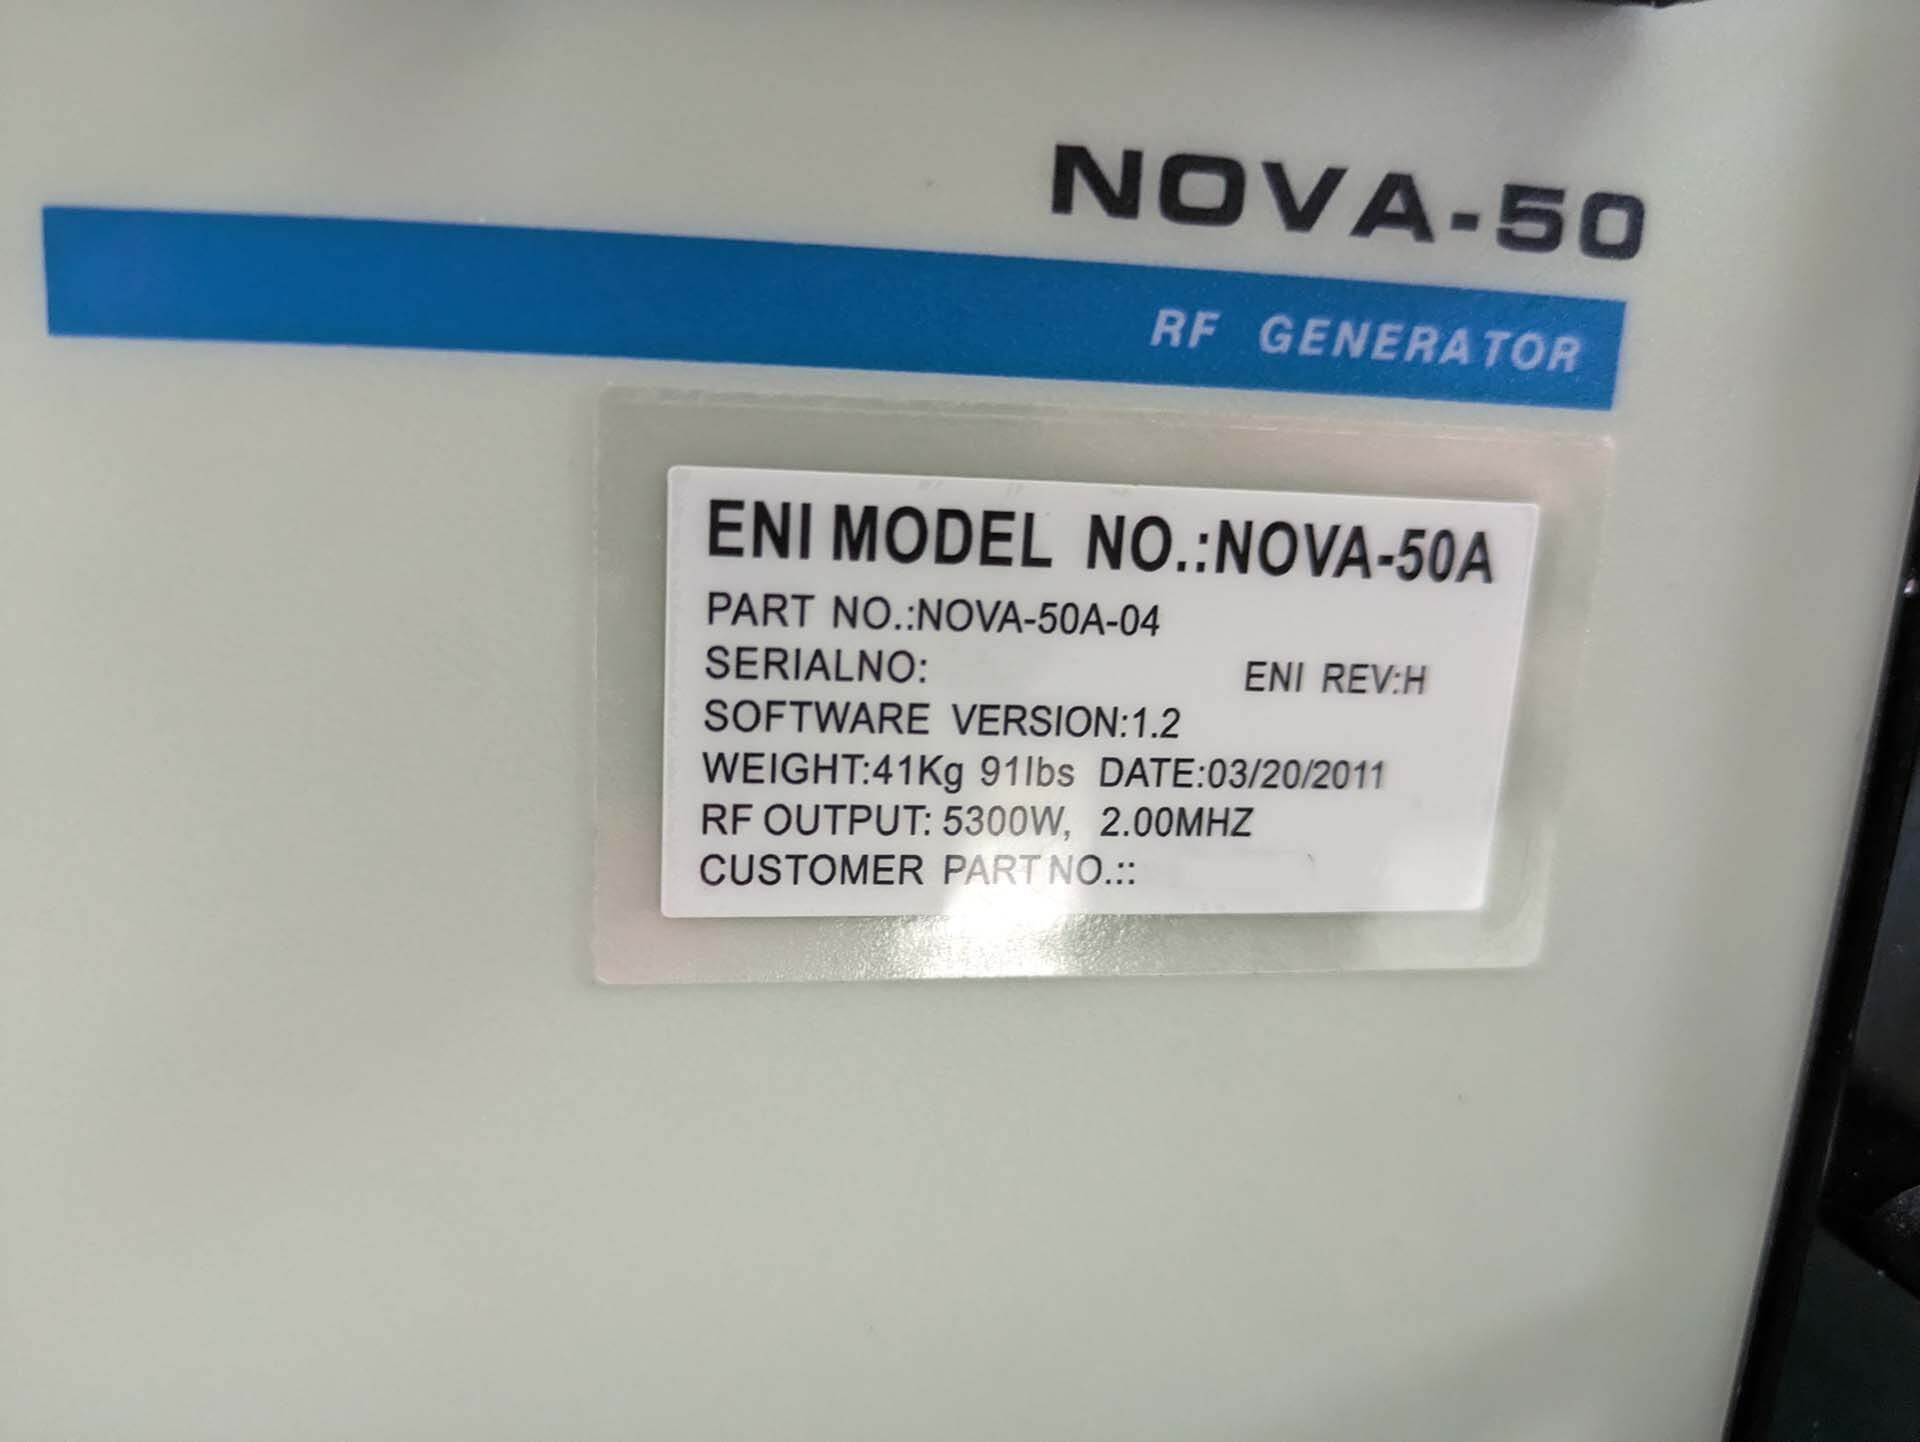 NOVA-50
RF GENERATOR
ENI MODEL NO.:NOVA-50A
PART NO.:NOVA-50A-04
SERIALNO: ENI REV:H
SOFTWARE VERSION:1.2
WEIGHT:41Kg 91lbs DATE:03/20/2011
RF OUTPUT: 5300W, 2.00MHZ
CUSTOMER PART NO.::